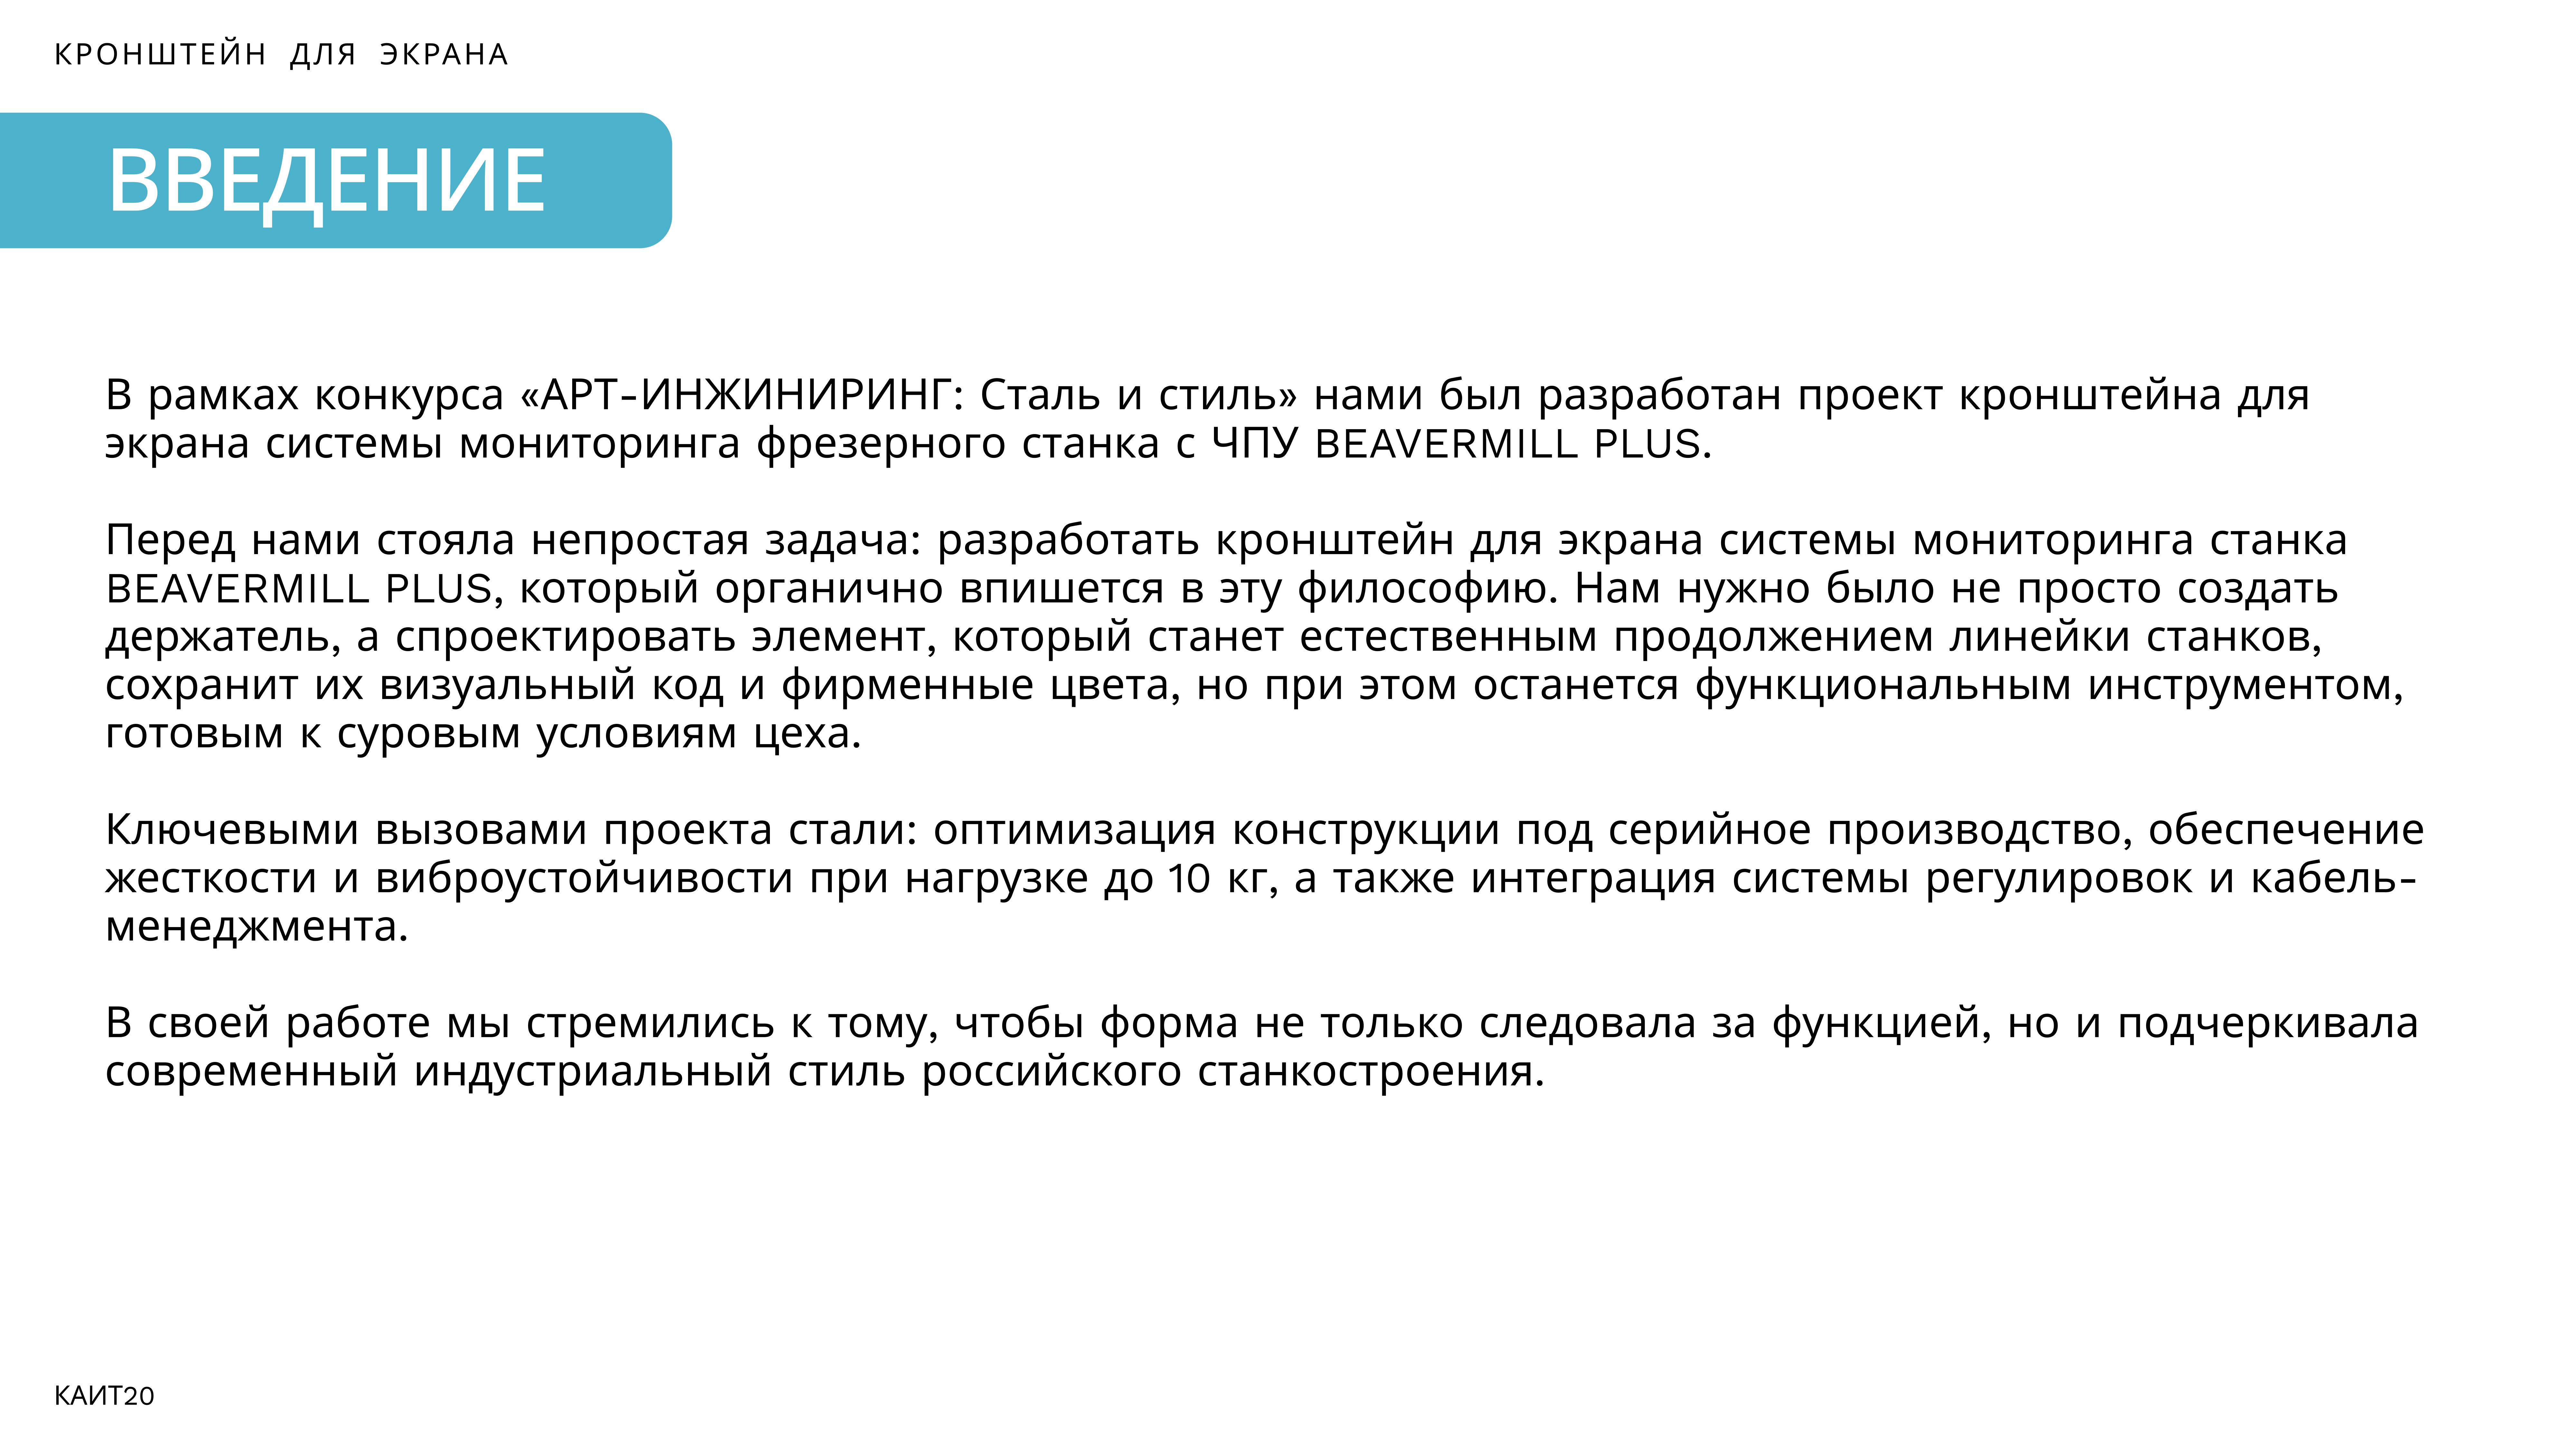 КРОНШТЕЙН ДЛЯ ЭКРАНА
ВВЕДЕНИЕ
В рамках конкурса «АРТ-ИНЖИНИРИНГ: Сталь и стиль» нами был разработан проект кронштейна для
экрана системы мониторинга фрезерного станка с ЧПУ BEAVERMILL PLUS.
Перед нами стояла непростая задача: разработать кронштейн для экрана системы мониторинга станка
BEAVERMILL PLUS, который органично впишется в эту философию. Нам нужно было не просто создать
держатель, а спроектировать элемент, который станет естественным продолжением линейки станков,
сохранит их визуальный код и фирменные цвета, но при этом останется функциональным инструментом,
готовым к суровым условиям цеха.
Ключевыми вызовами проекта стали: оптимизация конструкции под серийное производство, обеспечение
жесткости и виброустойчивости при нагрузке до 10 кг, а также интеграция системы регулировок и кабель-
менеджмента.
В своей работе мы стремились к тому, чтобы форма не только следовала за функцией, но и подчеркивала
современный индустриальный стиль российского станкостроения.
КАИТ20